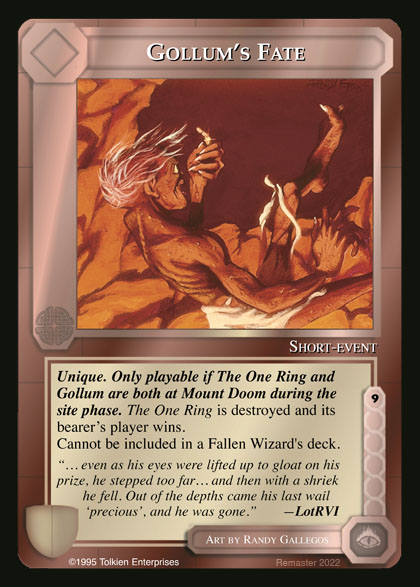 GOLLUM'S FATE
RANDY G
SHORT-EVENT
Unique. Only playable if The One Ring and
Gollum are both at Mount Doom during the
site phase. The One Ring is destroyed and its
bearer's player wins.
Cannot be included in a Fallen Wizard's deck.
9
“… even as his eyes were lifted up to gloat on his
prize, he stepped too far… and then with a shriek
he fell. Out of the depths came his last wail
‘precious’, and he was gone.” –LotRVI
ART BY RANDY GALLEGOS
©1995 Tolkien Enterprises
Remaster 2022